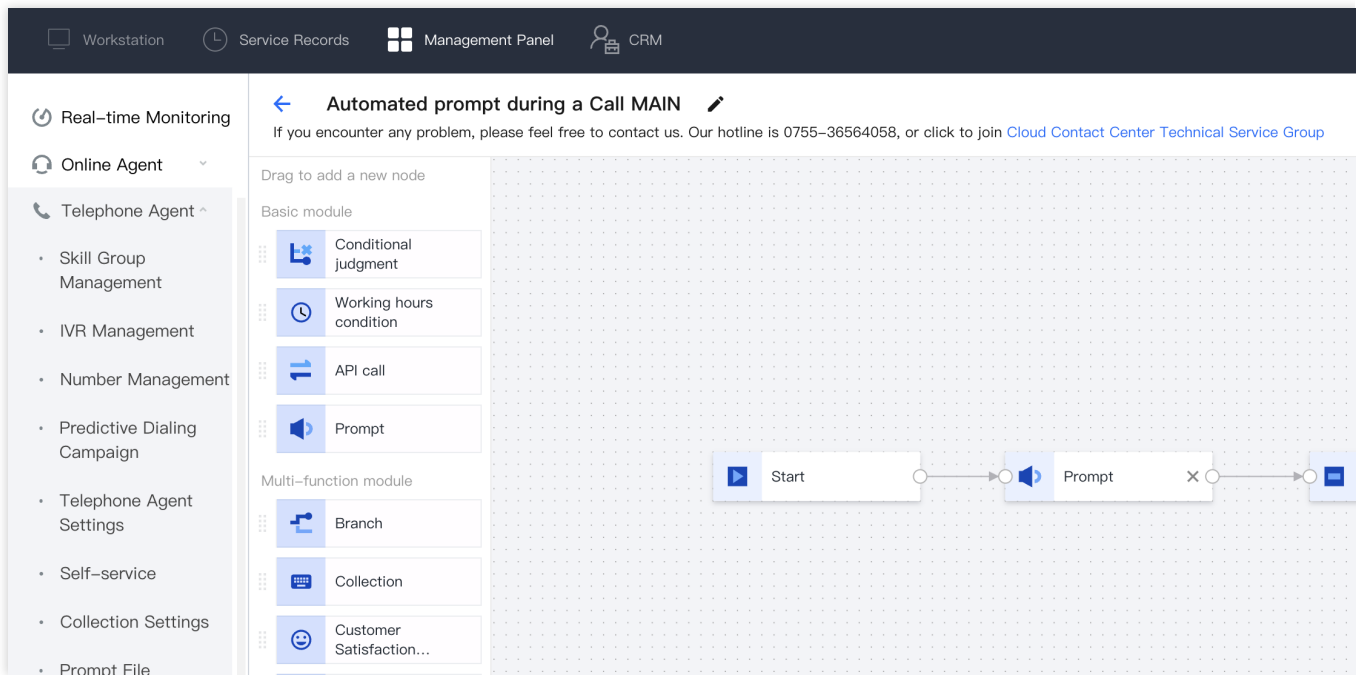 Workstation
Service Records
Management Panel
CRM
Real-time Monitoring
Online Agent
Telephone Agent
Skill Group
Management
IVR Management
Number Management
Predictive Dialing
Campaign
Telephone Agent
Settings
Self-service
Collection Settings
Prompt File
Automated prompt during a Call MAIN
If you encounter any problem, please feel free to contact us. Our hotline is 0755-36564058, or click to join Cloud Contact Center Technical Service Group
Drag to add a new node
Basic module
Conditional
judgment
Working hours
condition
API call
Prompt
Multi-function module
Branch
Collection
Customer
Satisfaction...
Start
Prompt